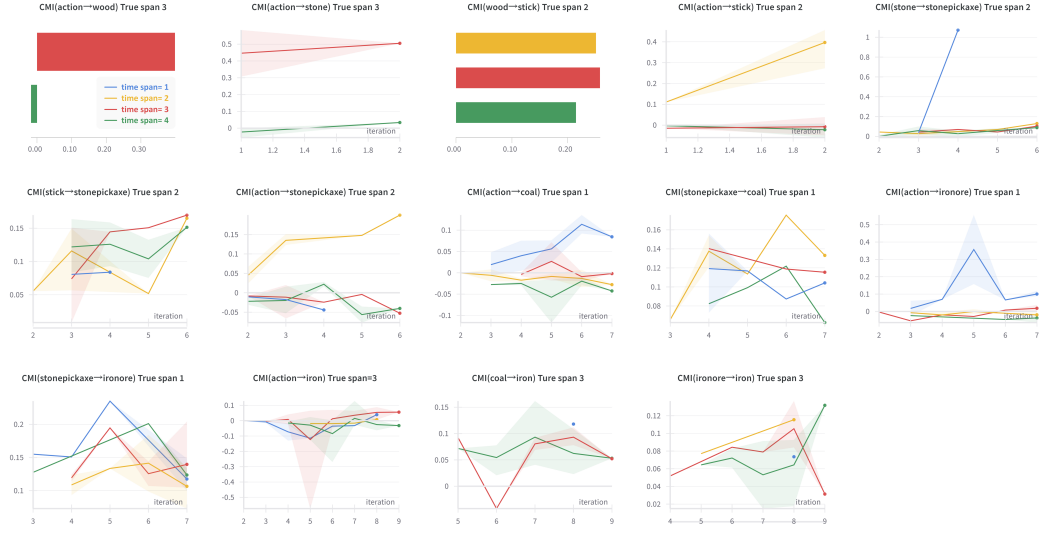 CMI(action→wood) True span 3
time span= 1
time span= 2
time span= 3
time span= 4
0.00 0.10 0.20 0.30
CMI(action→stone) True span 3
0.5
0.4
0.3
0.2
0.1
0
iteration
1 1.2 1.4 1.6 1.8 2
CMI(wood→stick) True span 2
0.00 0.10 0.20
CMI(action→stick) True span 2
0.4
0.2
0
iteration
1 1.2 1.4 1.6 1.8 2
CMI(stone→stonepickaxe) True span 2
1
0.8
0.6
0.4
0.2
0
iteration
2 3 4 5 6
CMI(stick→stonepickaxe) True span 2
0.15
0.1
0.05
iteration
2 3 4 5 6
CMI(action→stonepickaxe) True span 2
0.15
0.1
0.05
0
-0.05
iteration
2 3 4 5 6
CMI(action→coal) True span 1
0.1
0.05
0
-0.05
-0.1
iteration
2 3 4 5 6 7
CMI(stonepickaxe→coal) True span 1
0.16
0.14
0.12
0.1
0.08
iteration
3 4 5 6 7
CMI(action→ironore) True span 1
0.5
0.4
0.3
0.2
0.1
0
iteration
2 3 4 5 6 7
CMI(stonepickaxe→ironore) True span 1
0.2
0.15
0.1
iteration
3 4 5 6 7
CMI(action→iron) True span=3
0.1
0
-0.1
-0.2
-0.3
-0.4
-0.5
iteration
2 3 4 5 6 7 8 9
CMI(coal→iron) Ture span 3
0.15
0.1
0.05
0
iteration
5 6 7 8 9
CMI(ironore→iron) True span 3
0.12
0.1
0.08
0.06
0.04
0.02
iteration
4 5 6 7 8 9